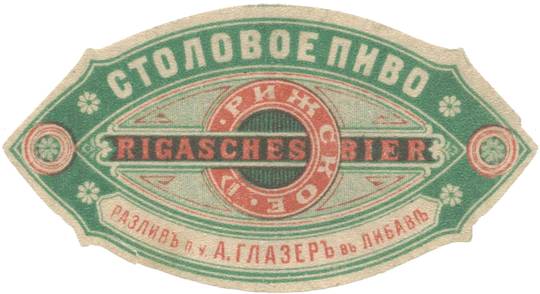 СТОЛОВОЕ ПИВО
РИЖСКОЕ
RIGASCHES BIER
РАЗЛИВЪ П. У. А. ГЛАЗЕРЪ ВЪ ЛИБАВѢ